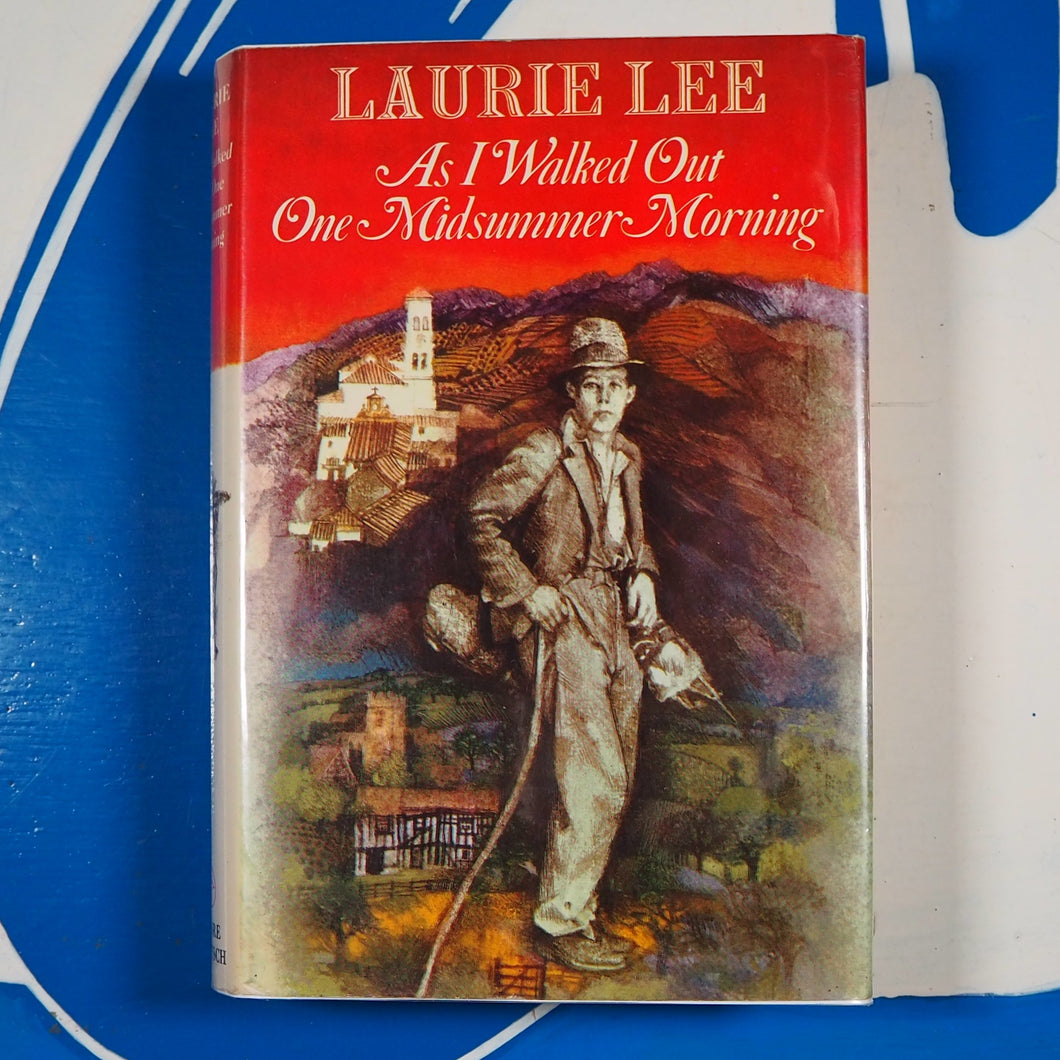 LAURIE LEE
As I Walked Out
One Midsummer Morning